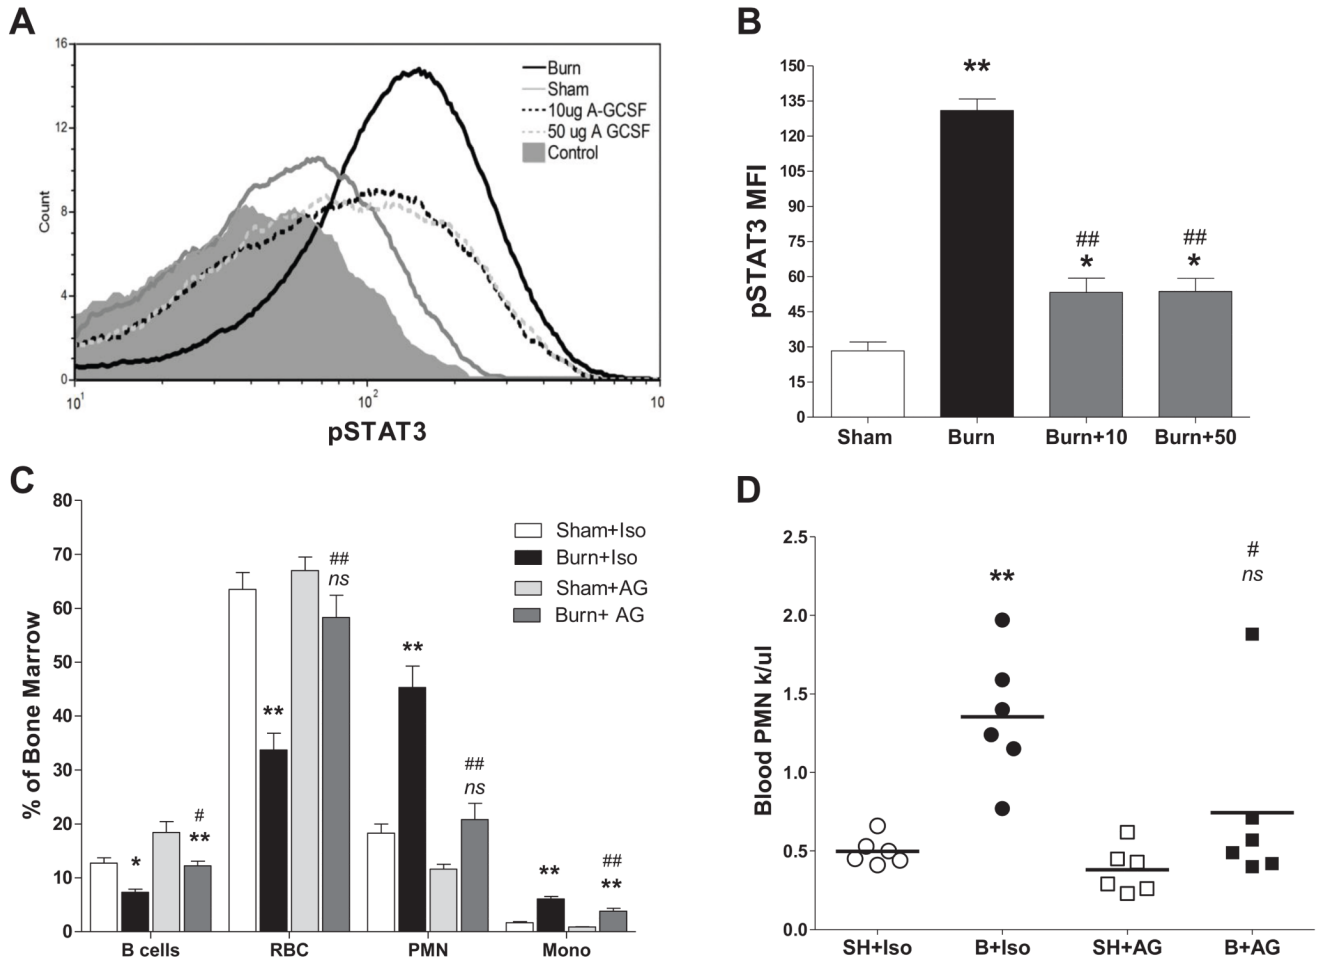 A
16
12
8
4
0
Count
10¹
10²
10
pSTAT3
Burn
Sham
10ug A-GCSF
50 ug A GCSF
Control
B
150
135
120
105
90
75
60
45
30
15
0
pSTAT3 MFI
**
##
*
##
*
Sham
Burn
Burn+10
Burn+50
C
80
70
60
50
40
30
20
10
0
% of Bone Marrow
Sham+Iso
Burn+Iso
Sham+AG
Burn+ AG
*
#
**
**
##
ns
**
##
ns
**
##
**
B cells
RBC
PMN
Mono
D
2.5
2.0
1.5
1.0
0.5
0.0
Blood PMN k/ul
**
#
ns
SH+Iso
B+Iso
SH+AG
B+AG